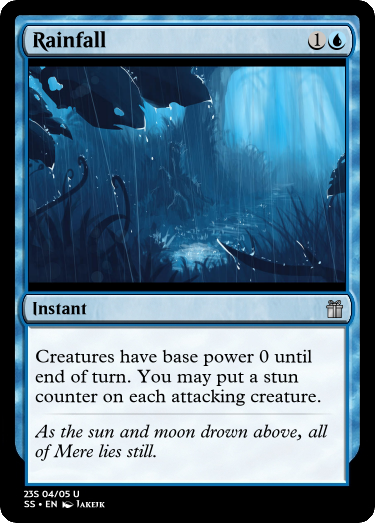 Rainfall 1
Instant
Creatures have base power 0 until
end of turn. You may put a stun
counter on each attacking creature.
As the sun and moon drown above, all
of Mere lies still.
23S 04/05 U
SS • EN Jakejk